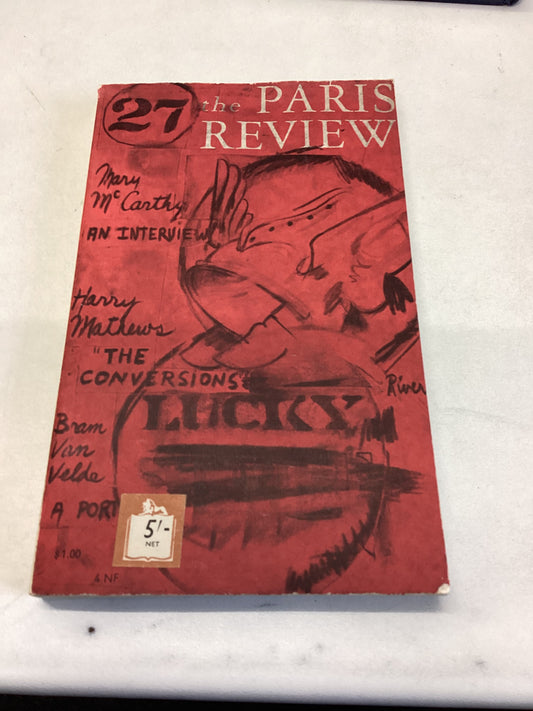 27
the PARIS
REVIEW
Mary
McCarthy
AN INTERVIEW
Harry
Mathews
"THE
CONVERSIONS"
River
LUCKY
Bram
Van
Velde
A PORT
5/-
NET
$1.00
4 NF